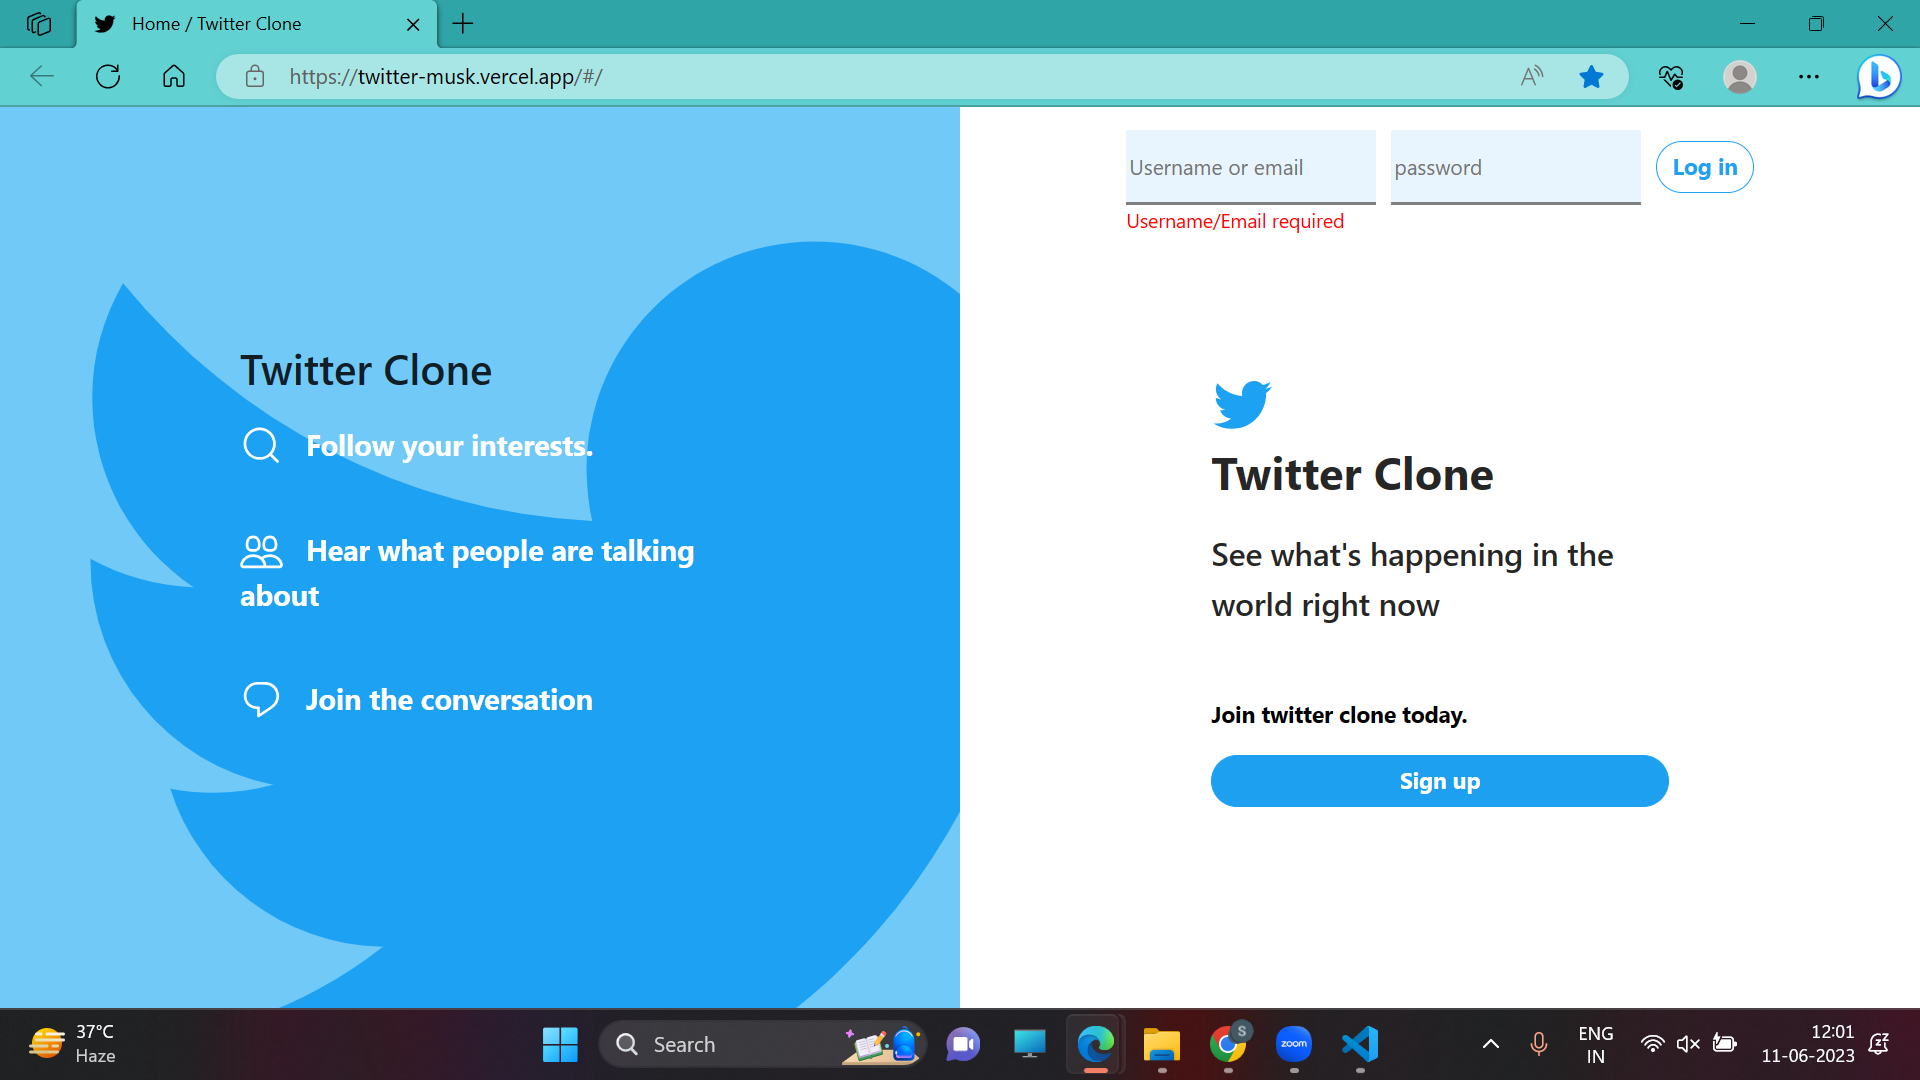 Home / Twitter Clone
https://twitter-musk.vercel.app/#/
Username or email
password
Log in
Username/Email required
Twitter Clone
Follow your interests.
Hear what people are talking
about
Join the conversation
Twitter Clone
See what's happening in the
world right now
Join twitter clone today.
Sign up
37°C
Haze
Search
S
zoom
ENG
IN
12:01
11-06-2023